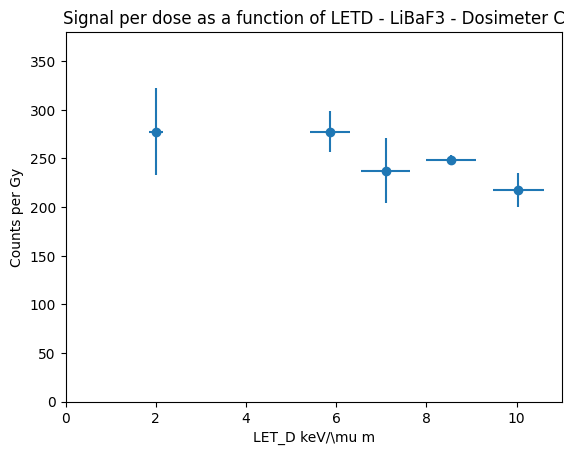 Signal per dose as a function of LETD - LiBaF3 - Dosimeter C
350
300
250
200
150
100
50
0
Counts per Gy
0 2 4 6 8 10
LET_D keV/\mu m